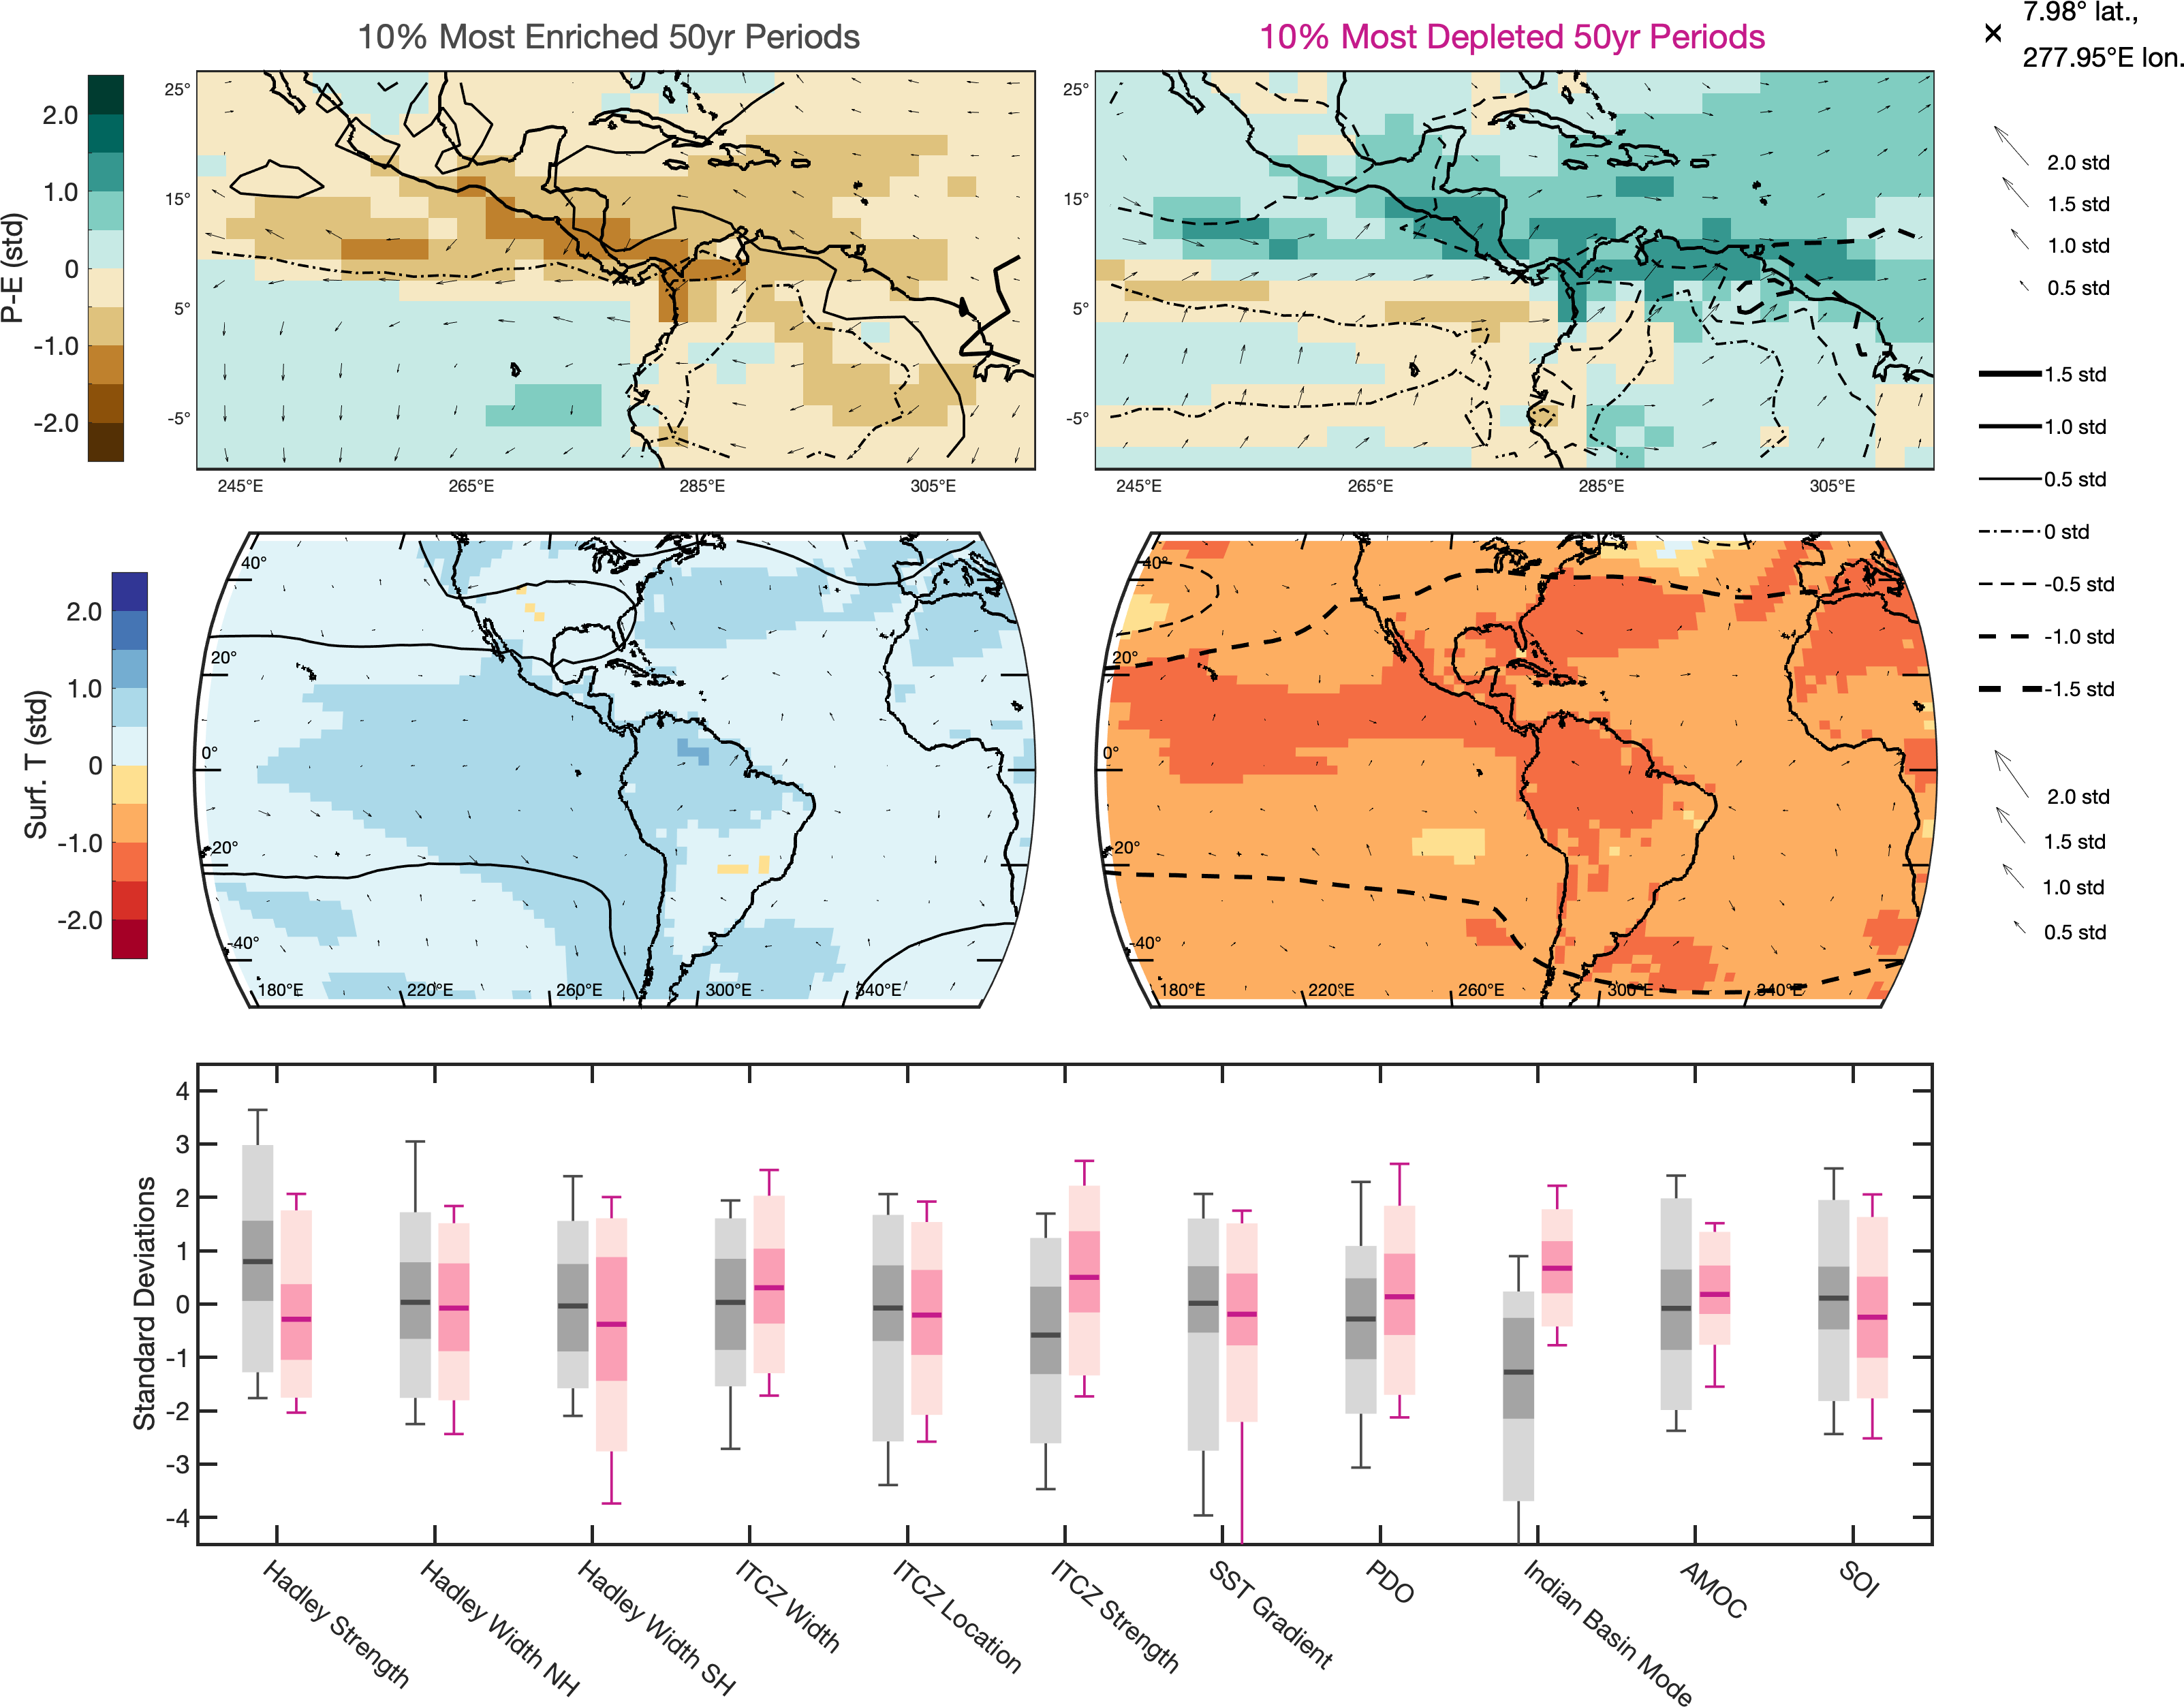 10% Most Enriched 50yr Periods
10% Most Depleted 50yr Periods
7.98° lat.,
277.95°E lon.
P-E (std)
2.0
1.0
0
-1.0
-2.0
25°
15°
5°
-5°
245°E
265°E
285°E
305°E
25°
15°
5°
-5°
245°E
265°E
285°E
305°E
2.0 std
1.5 std
1.0 std
0.5 std
1.5 std
1.0 std
0.5 std
0 std
-0.5 std
-1.0 std
-1.5 std
Surf. T (std)
2.0
1.0
0
-1.0
-2.0
40°
20°
0°
-20°
-40°
180°E
220°E
260°E
300°E
340°E
40°
20°
0°
-20°
-40°
180°E
220°E
260°E
300°E
340°E
2.0 std
1.5 std
1.0 std
0.5 std
Standard Deviations
4
3
2
1
0
-1
-2
-3
-4
Hadley Strength
Hadley Width NH
Hadley Width SH
ITCZ Width
ITCZ Location
ITCZ Strength
SST Gradient
PDO
Indian Basin Mode
AMOC
SOI